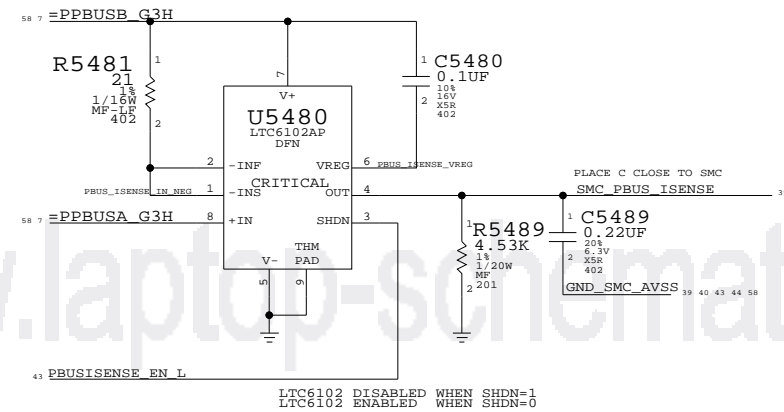 58 7 =PPBUSB_G3H
R5481
21
1%
1/16W
MF-LF
402
1
2
7
V+
U5480
LTC6102AP
DFN
1 C5480
0.1UF
10%
16V
2 X5R
402
2 -INF VREG 6 PBUS_ISENSE_VREG
PLACE C CLOSE TO SMC
PBUS_ISENSE_IN_NEG 1 -INS CRITICAL OUT 4 SMC_PBUS_ISENSE
58 7 =PPBUSA_G3H 8 +IN SHDN 3
1 R5489
4.53K
1%
1/20W
MF
2 201
1 C5489
0.22UF
20%
6.3V
2 X5R
402
V- THM PAD
5 9
GND_SMC_AVSS 39 40 43 44 58
www.laptop-schemat
43 PBUSISENSE_EN_L
LTC6102 DISABLED WHEN SHDN=1
LTC6102 ENABLED WHEN SHDN=0